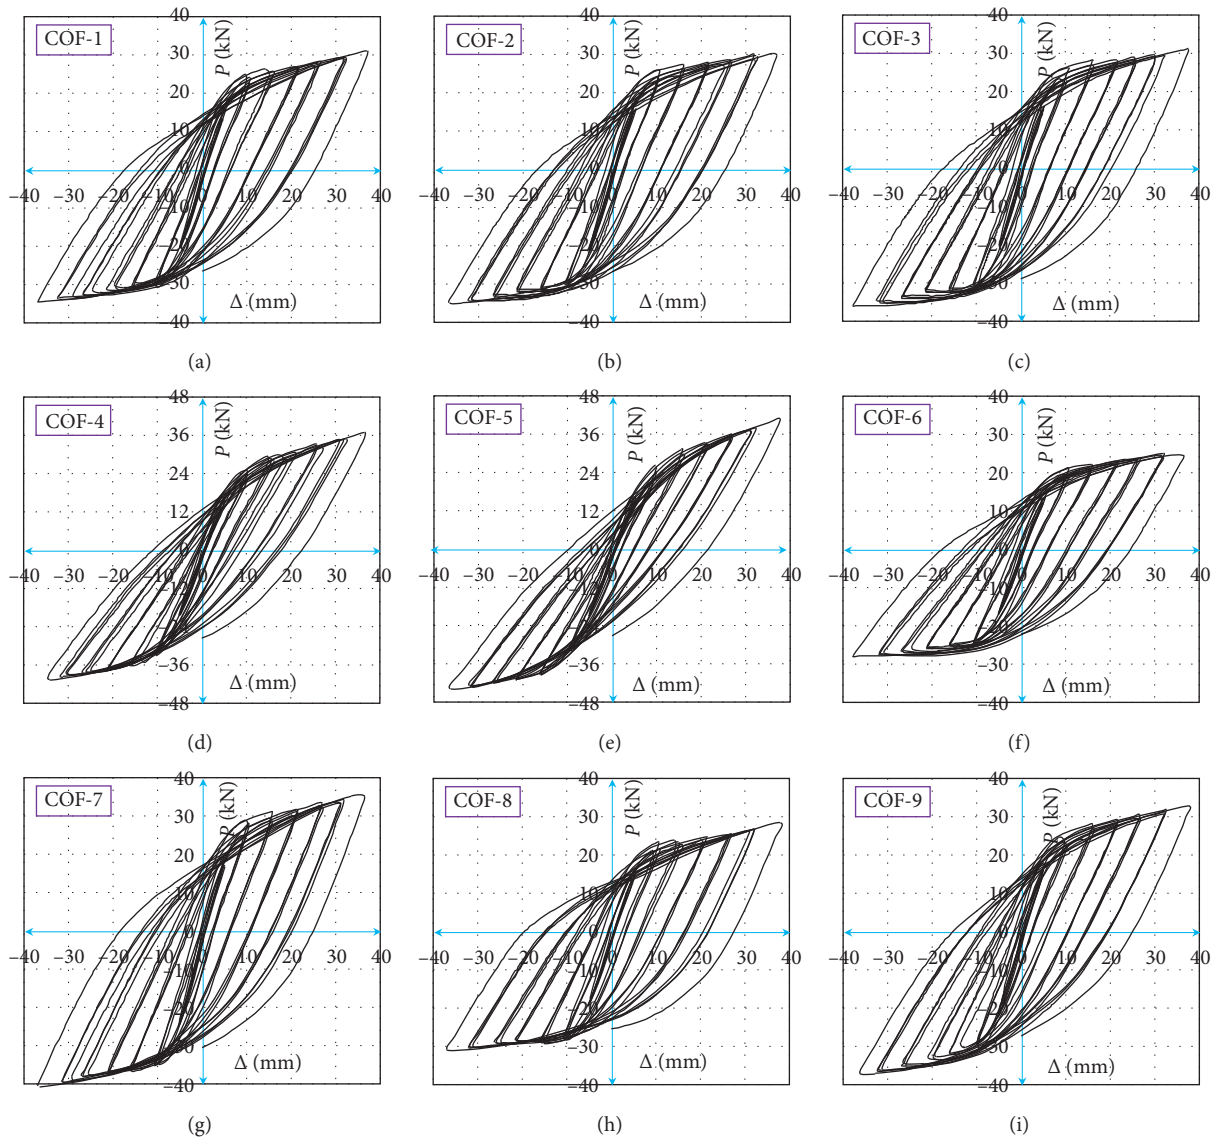 COF-1
P (kN)
40
30
20
10
0
−10
−20
−30
−40
−40 −30 −20 −10 0 10 20 30 40
Δ (mm)
(a)
COF-2
P (kN)
40
30
20
10
0
−10
−20
−30
−40
−40 −30 −20 −10 0 10 20 30 40
Δ (mm)
(b)
COF-3
P (kN)
40
30
20
10
0
−10
−20
−30
−40
−40 −30 −20 −10 0 10 20 30 40
Δ (mm)
(c)
COF-4
P (kN)
48
36
24
12
0
−12
−24
−36
−48
−40 −30 −20 −10 0 10 20 30 40
Δ (mm)
(d)
COF-5
P (kN)
48
36
24
12
0
−12
−24
−36
−48
−40 −30 −20 −10 0 10 20 30 40
Δ (mm)
(e)
COF-6
P (kN)
40
30
20
10
0
−10
−20
−30
−40
−40 −30 −20 −10 0 10 20 30 40
Δ (mm)
(f)
COF-7
P (kN)
40
30
20
10
0
−10
−20
−30
−40
−40 −30 −20 −10 0 10 20 30 40
Δ (mm)
(g)
COF-8
P (kN)
40
30
20
10
0
−10
−20
−30
−40
−40 −30 −20 −10 0 10 20 30 40
Δ (mm)
(h)
COF-9
P (kN)
40
30
20
10
0
−10
−20
−30
−40
−40 −30 −20 −10 0 10 20 30 40
Δ (mm)
(i)